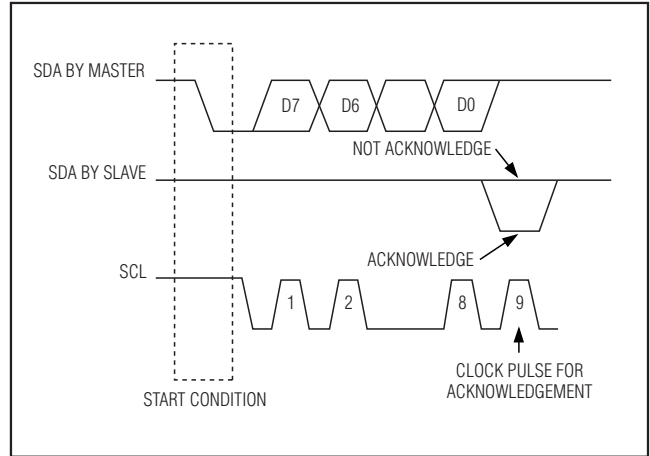 SDA BY MASTER
D7
D6
D0
NOT ACKNOWLEDGE
SDA BY SLAVE
ACKNOWLEDGE
SCL
1
2
8
9
CLOCK PULSE FOR
ACKNOWLEDGEMENT
START CONDITION